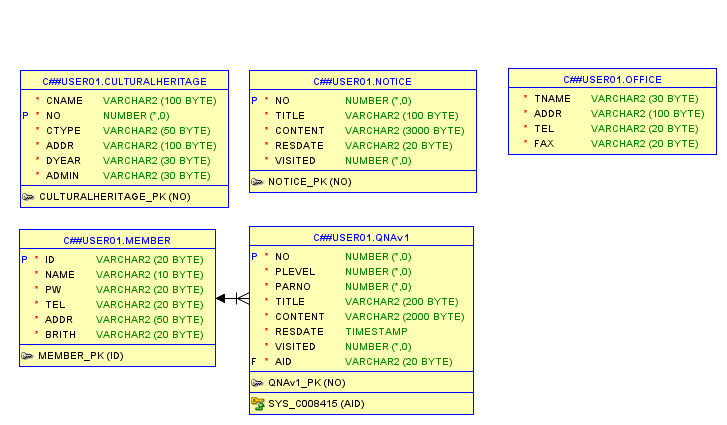 C##USER01.CULTURALHERITAGE
* CNAME VARCHAR2 (100 BYTE)
P * NO NUMBER (*,0)
* CTYPE VARCHAR2 (50 BYTE)
* ADDR VARCHAR2 (100 BYTE)
* DYEAR VARCHAR2 (30 BYTE)
* ADMIN VARCHAR2 (30 BYTE)
CULTURALHERITAGE_PK (NO)
C##USER01.NOTICE
P * NO NUMBER (*,0)
* TITLE VARCHAR2 (100 BYTE)
* CONTENT VARCHAR2 (3000 BYTE)
* RESDATE VARCHAR2 (20 BYTE)
* VISITED NUMBER (*,0)
NOTICE_PK (NO)
C##USER01.OFFICE
* TNAME VARCHAR2 (30 BYTE)
* ADDR VARCHAR2 (100 BYTE)
* TEL VARCHAR2 (20 BYTE)
* FAX VARCHAR2 (20 BYTE)
C##USER01.MEMBER
P * ID VARCHAR2 (20 BYTE)
* NAME VARCHAR2 (10 BYTE)
* PW VARCHAR2 (20 BYTE)
* TEL VARCHAR2 (20 BYTE)
* ADDR VARCHAR2 (50 BYTE)
* BRITH VARCHAR2 (20 BYTE)
MEMBER_PK (ID)
C##USER01.QNAv1
P * NO NUMBER (*,0)
* PLEVEL NUMBER (*,0)
* PARNO NUMBER (*,0)
* TITLE VARCHAR2 (200 BYTE)
* CONTENT VARCHAR2 (2000 BYTE)
* RESDATE TIMESTAMP
* VISITED NUMBER (*,0)
F * AID VARCHAR2 (20 BYTE)
QNAv1_PK (NO)
SYS_C008415 (AID)